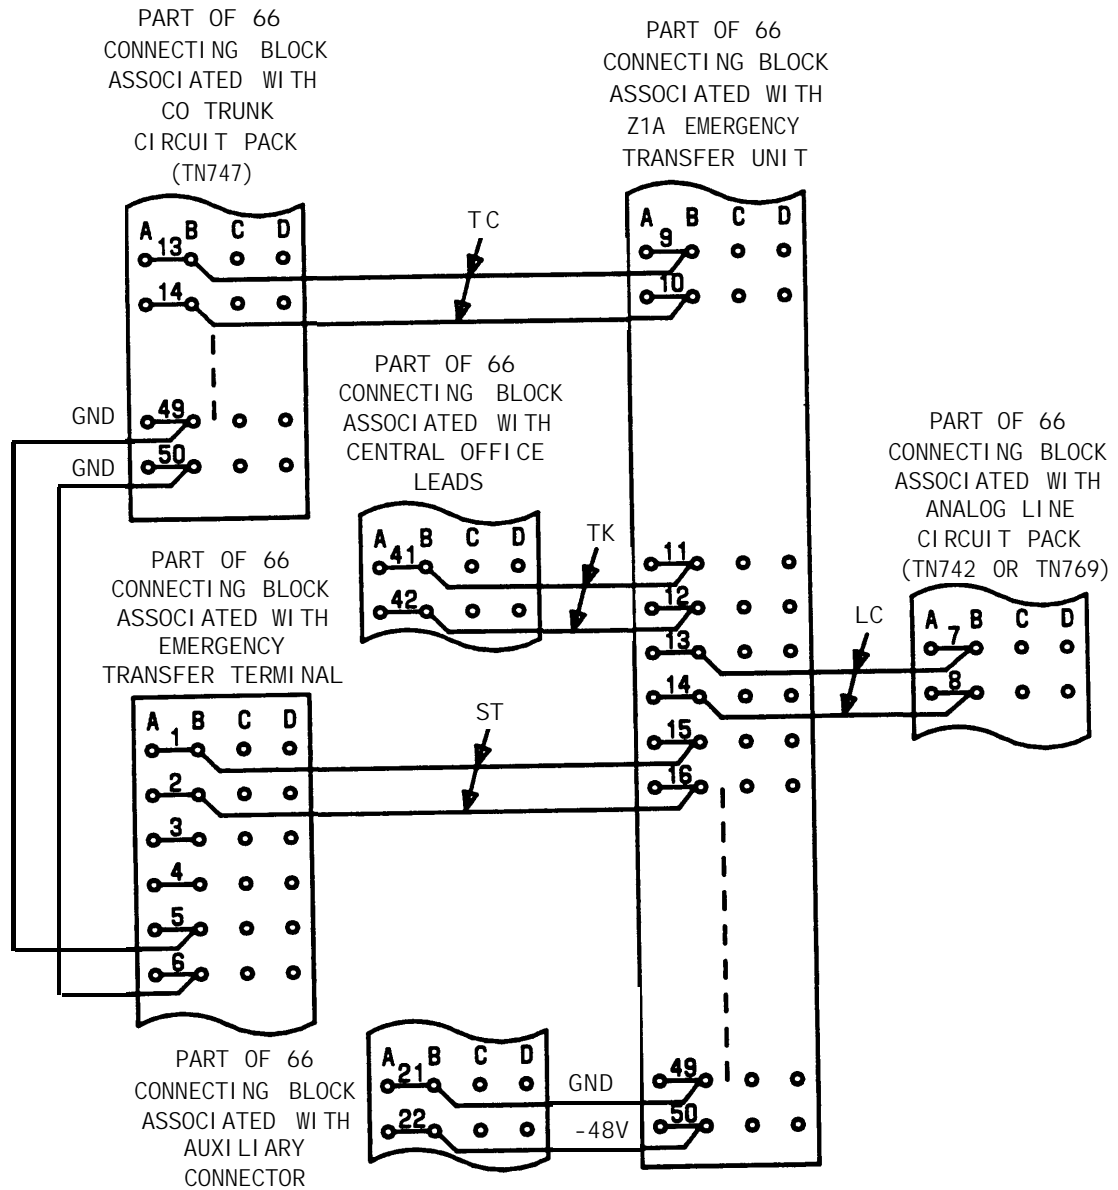 PART OF 66
CONNECTING BLOCK
ASSOCIATED WITH
CO TRUNK
CIRCUIT PACK
(TN747)
A B C D
13
14
GND 49
GND 50
PART OF 66
CONNECTING BLOCK
ASSOCIATED WITH
Z1A EMERGENCY
TRANSFER UNIT
A B C D
9
10
11
12
13
14
15
16
49
50
TC
PART OF 66
CONNECTING BLOCK
ASSOCIATED WITH
CENTRAL OFFICE
LEADS
A B C D
41
42
TK
PART OF 66
CONNECTING BLOCK
ASSOCIATED WITH
ANALOG LINE
CIRCUIT PACK
(TN742 OR TN769)
A B C D
7
8
LC
PART OF 66
CONNECTING BLOCK
ASSOCIATED WITH
EMERGENCY
TRANSFER TERMINAL
A B C D
1
2
3
4
5
6
ST
PART OF 66
CONNECTING BLOCK
ASSOCIATED WITH
AUXILIARY
CONNECTOR
A B C D
21
22
GND
-48V